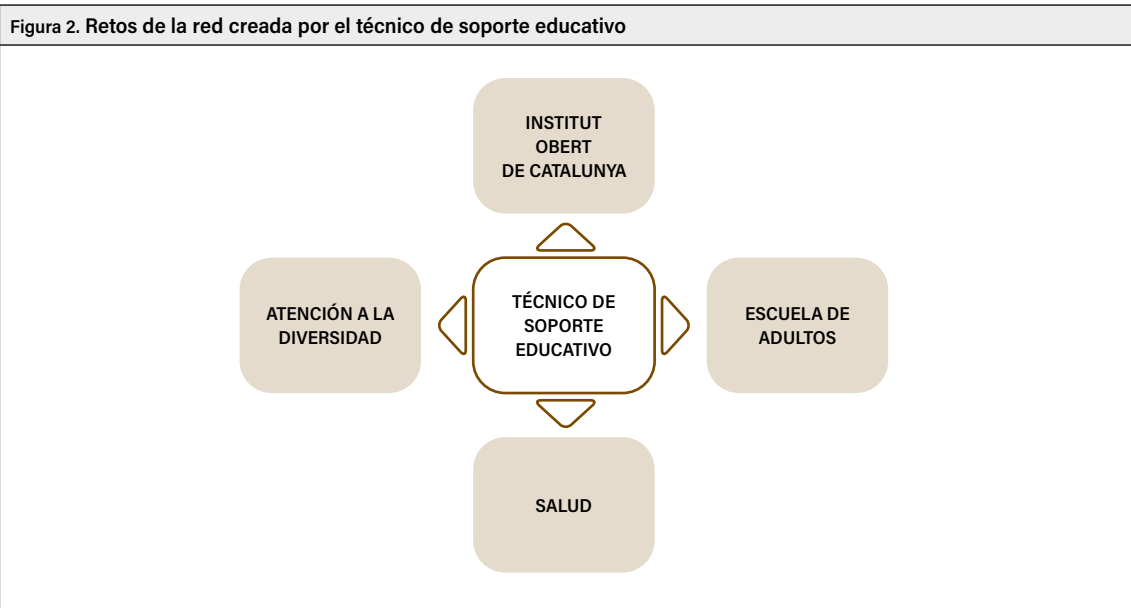 Figura 2. Retos de la red creada por el técnico de soporte educativo
INSTITUT
OBERT
DE CATALUNYA
ATENCIÓN A LA
DIVERSIDAD
TÉCNICO DE
SOPORTE
EDUCATIVO
ESCUELA DE
ADULTOS
SALUD